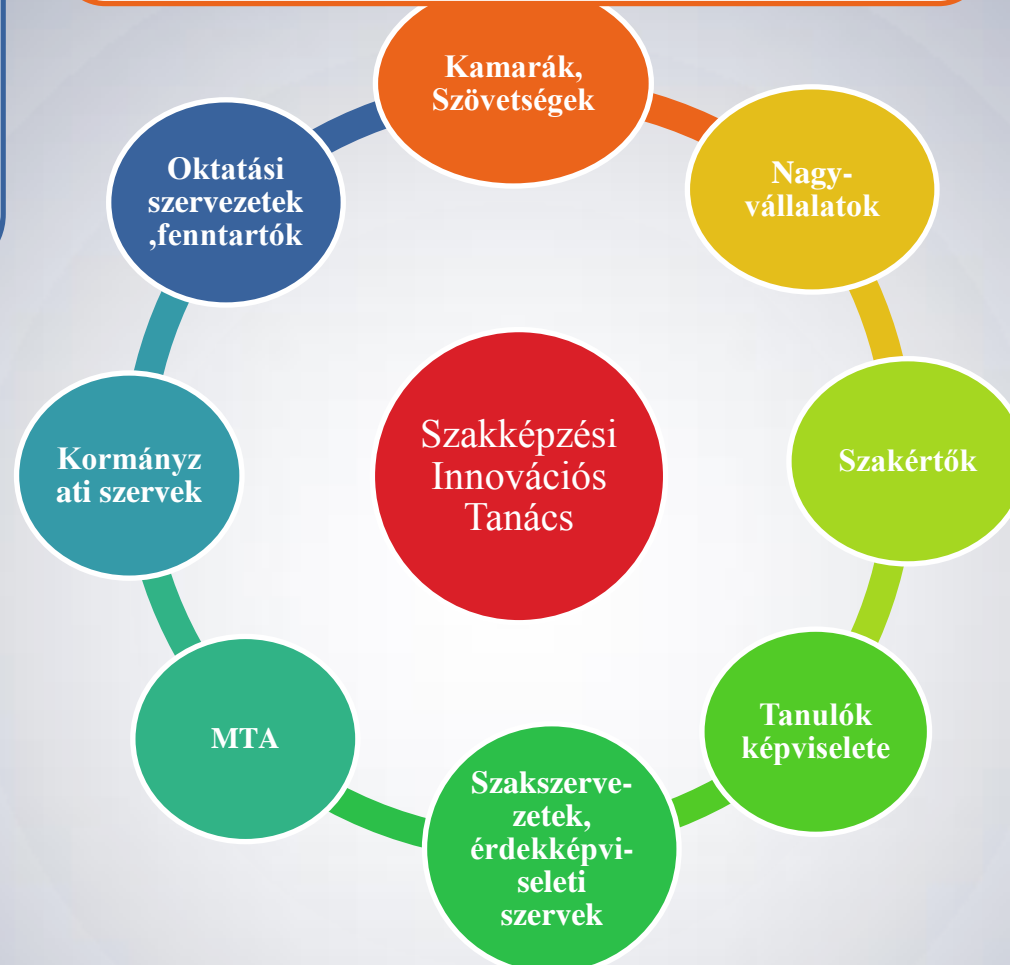 Kamarák,
Szövetségek
Nagy-
vállalatok
Szakértők
Tanulók
képviselete
Szakszerve-
zetek,
érdekképvi-
seleti
szervek
MTA
Kormányz
ati szervek
Oktatási
szervezetek
,fenntartók
Szakképzési
Innovációs
Tanács